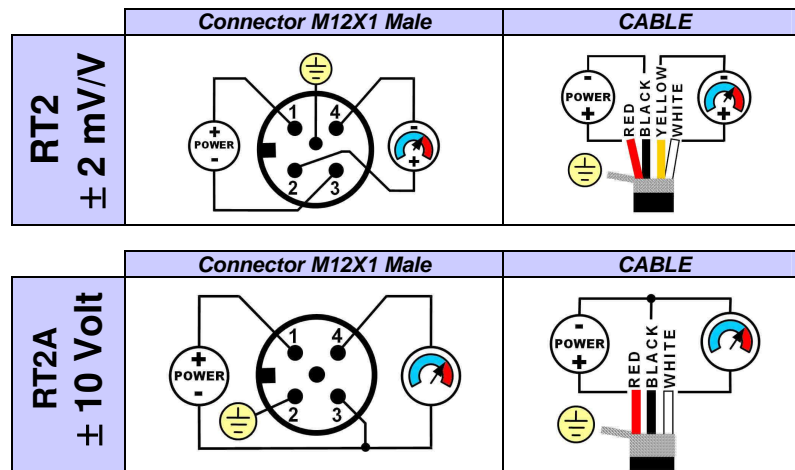 Connector M12X1 Male
CABLE
RT2
± 2 mV/V
1 4
+
POWER
-
2 3
-
+
-
POWER
+
RED
BLACK
YELLOW
WHITE
-
+
Connector M12X1 Male
CABLE
RT2A
± 10 Volt
1 4
+
POWER
-
2 3
-
POWER
+
RED
BLACK
WHITE